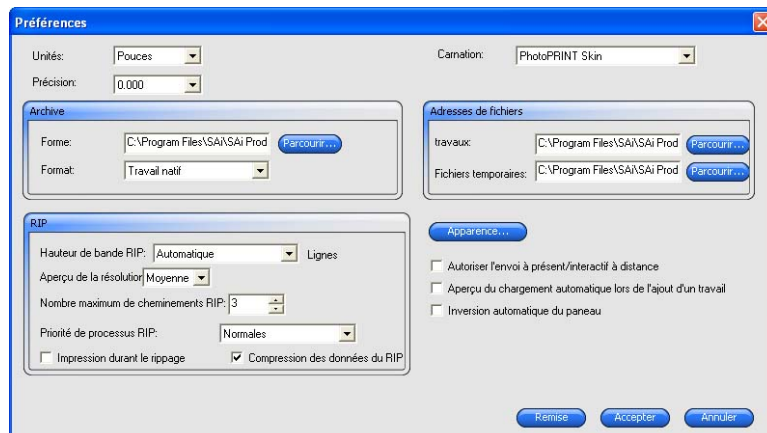 Préférences
Unités: Pouces
Carnation: PhotoPRINT Skin
Précision: 0.000
Archive
Forme: C:\Program Files\SAi\SAi Prod Parcourir...
Format: Travail natif
Adresses de fichiers
travaux: C:\Program Files\SAi\SAi Prod Parcourir...
Fichiers temporaires: C:\Program Files\SAi\SAi Prod Parcourir...
RIP
Hauteur de bande RIP: Automatique Lignes
Aperçu de la résolution Moyenne
Nombre maximum de cheminements RIP: 3
Priorité de processus RIP: Normales
Impression durant le rippage Compression des données du RIP
Apparence...
Autoriser l'envoi à présent/interactif à distance
Aperçu du chargement automatique lors de l'ajout d'un travail
Inversion automatique du paneau
Remise Accepter Annuler